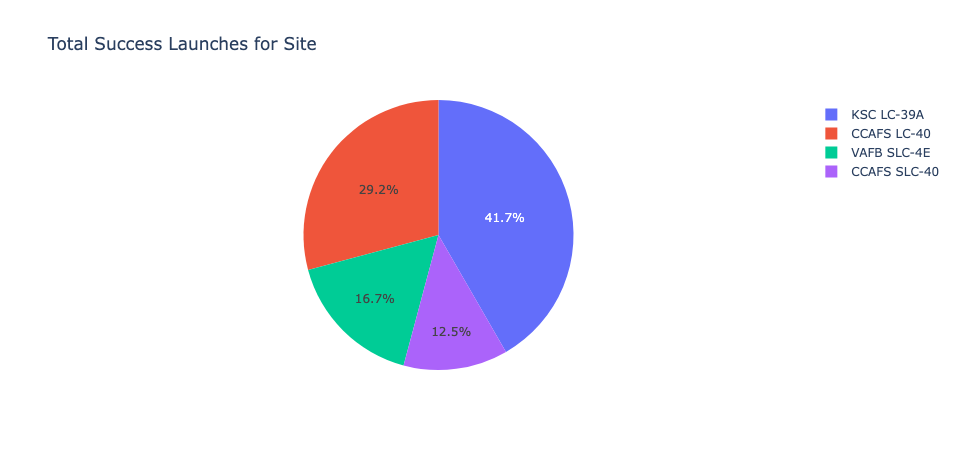 Total Success Launches for Site
KSC LC-39A
CCAFS LC-40
VAFB SLC-4E
CCAFS SLC-40
29.2%
41.7%
16.7%
12.5%